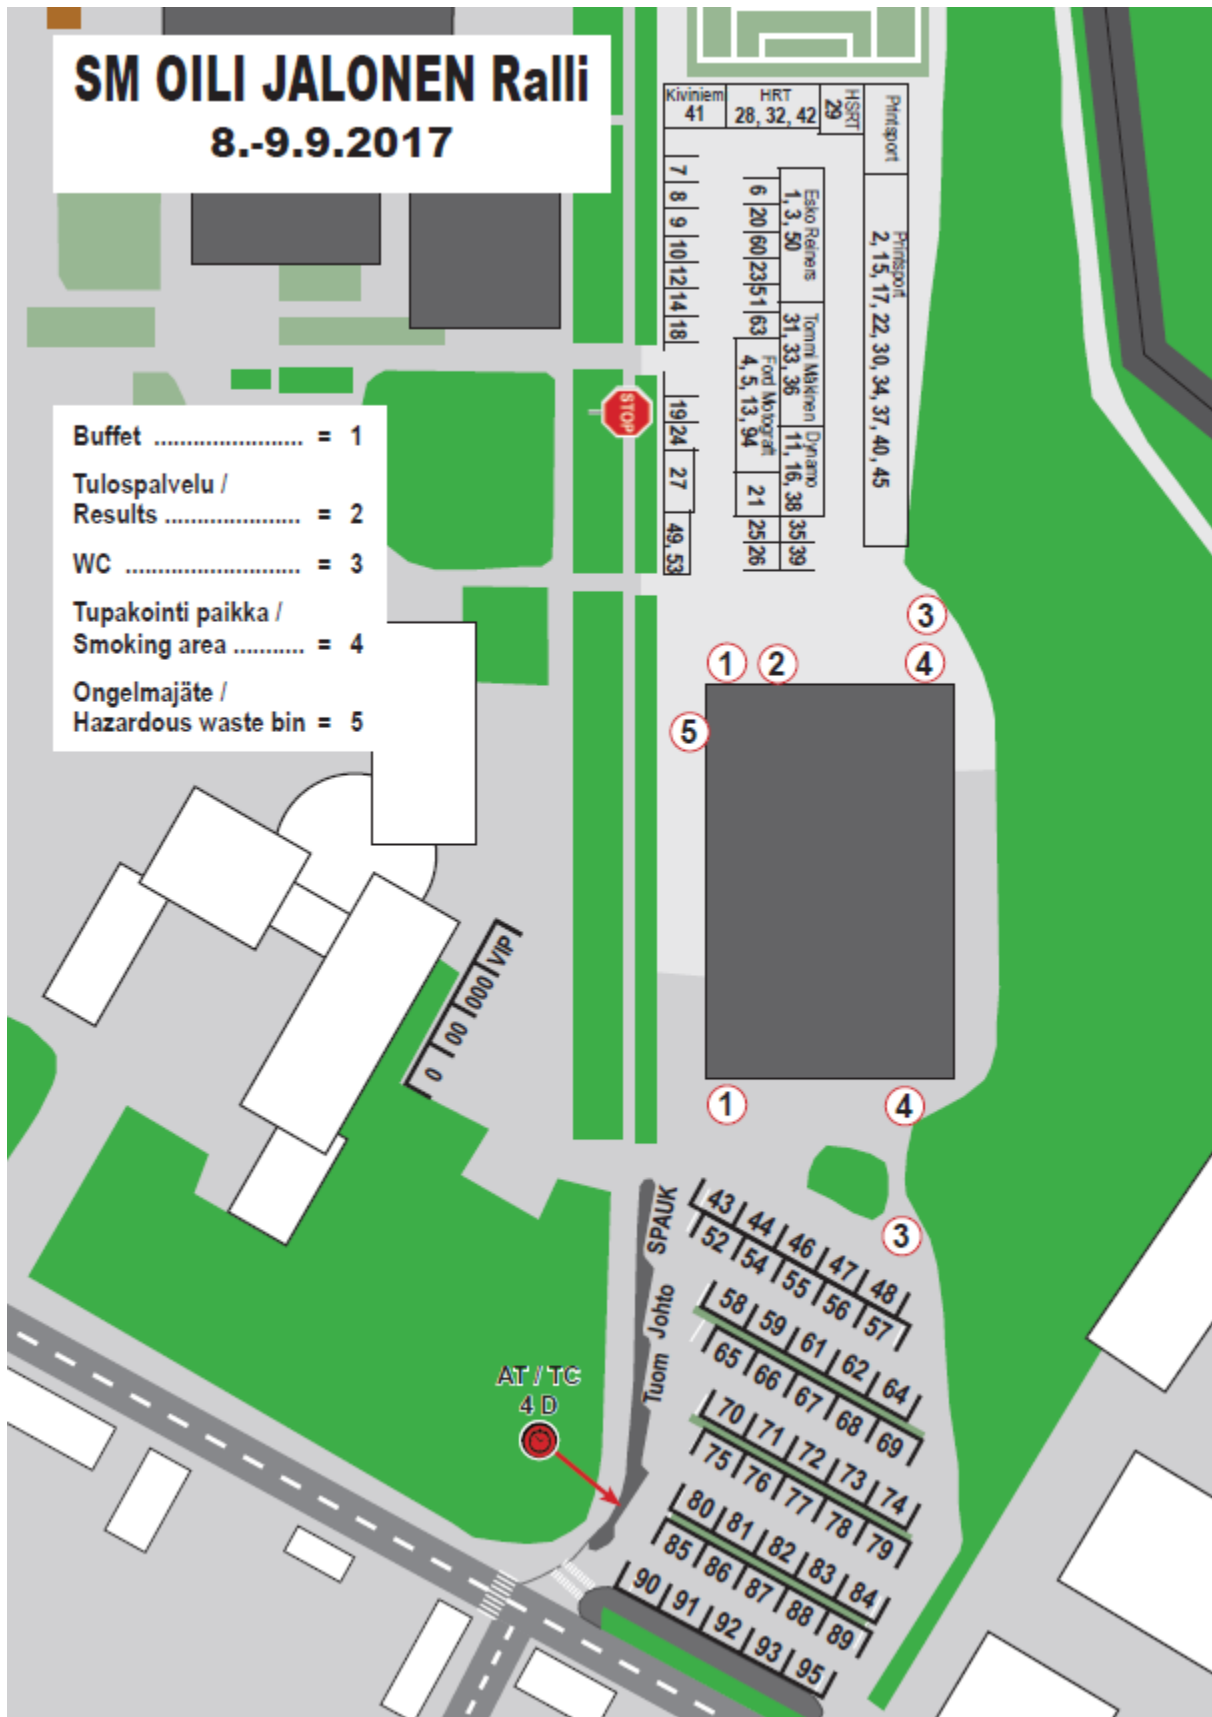 SM OILI JALONEN Ralli
8.-9.9.2017
Buffet ....................... = 1
Tulospalvelu /
Results ..................... = 2
WC ........................... = 3
Tupakointi paikka /
Smoking area ........... = 4
Ongelmajäte /
Hazardous waste bin = 5
Kiviniem
41
HRT
28, 32, 42
HSRT
29
Printsport
Printsport
2, 15, 17, 22, 30, 34, 37, 40, 45
Esko Reiners
1, 3, 50
Tommi Mäkinen
31, 33, 36
Dynamo
11, 16, 38
35
39
6
20
60
23
51
63
Ford Motograft
4, 5, 13, 94
21
25
26
7
8
9
10
12
14
18
19
24
27
49, 53
STOP
3
1
2
4
5
1
4
3
VIP
000
00
0
SPAUK
Johto
Tuom
AT / TC
4 D
43 44 46 47 48
52 54 55 56 57
58 59 61 62 64
65 66 67 68 69
70 71 72 73 74
75 76 77 78 79
80 81 82 83 84
85 86 87 88 89
90 91 92 93 95